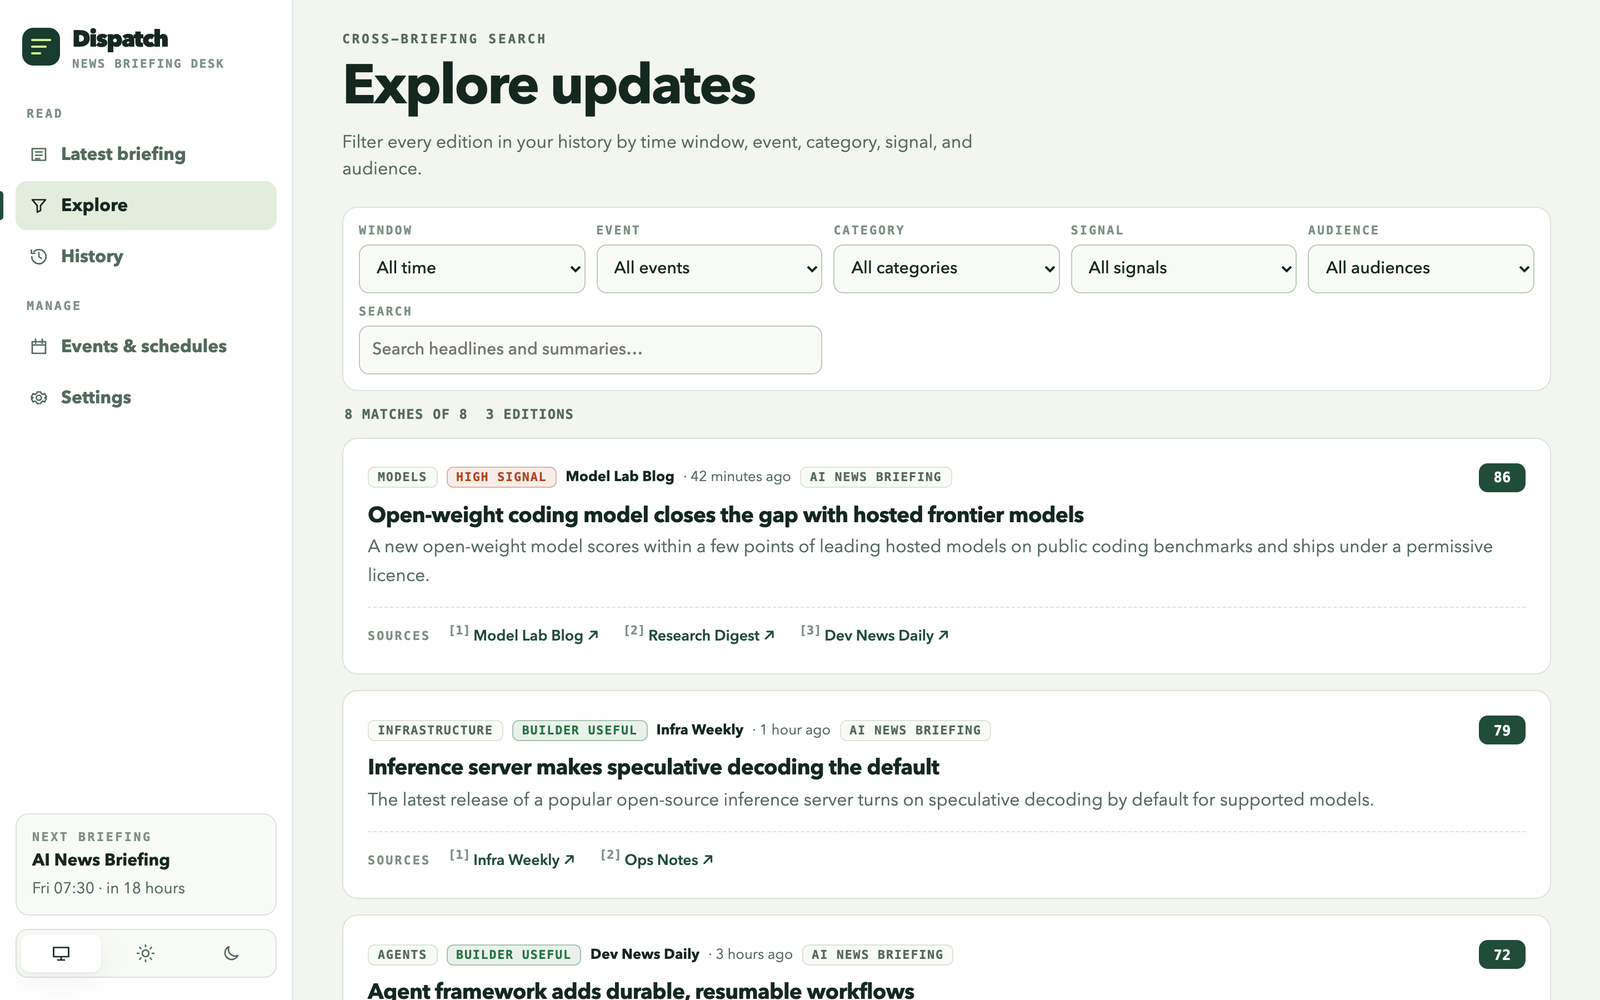 Dispatch
NEWS BRIEFING DESK
READ
Latest briefing
Explore
History
MANAGE
Events & schedules
Settings
NEXT BRIEFING
AI News Briefing
Fri 07:30 · in 18 hours
CROSS-BRIEFING SEARCH
Explore updates
Filter every edition in your history by time window, event, category, signal, and
audience.
WINDOW EVENT CATEGORY SIGNAL AUDIENCE
All time All events All categories All signals All audiences
SEARCH
Search headlines and summaries...
8 MATCHES OF 8 3 EDITIONS
MODELS HIGH SIGNAL Model Lab Blog · 42 minutes ago AI NEWS BRIEFING 86
Open-weight coding model closes the gap with hosted frontier models
A new open-weight model scores within a few points of leading hosted models on public coding benchmarks and ships under a permissive
licence.
SOURCES [1] Model Lab Blog ↗ [2] Research Digest ↗ [3] Dev News Daily ↗
INFRASTRUCTURE BUILDER USEFUL Infra Weekly · 1 hour ago AI NEWS BRIEFING 79
Inference server makes speculative decoding the default
The latest release of a popular open-source inference server turns on speculative decoding by default for supported models.
SOURCES [1] Infra Weekly ↗ [2] Ops Notes ↗
AGENTS BUILDER USEFUL Dev News Daily · 3 hours ago AI NEWS BRIEFING 72
Agent framework adds durable, resumable workflows